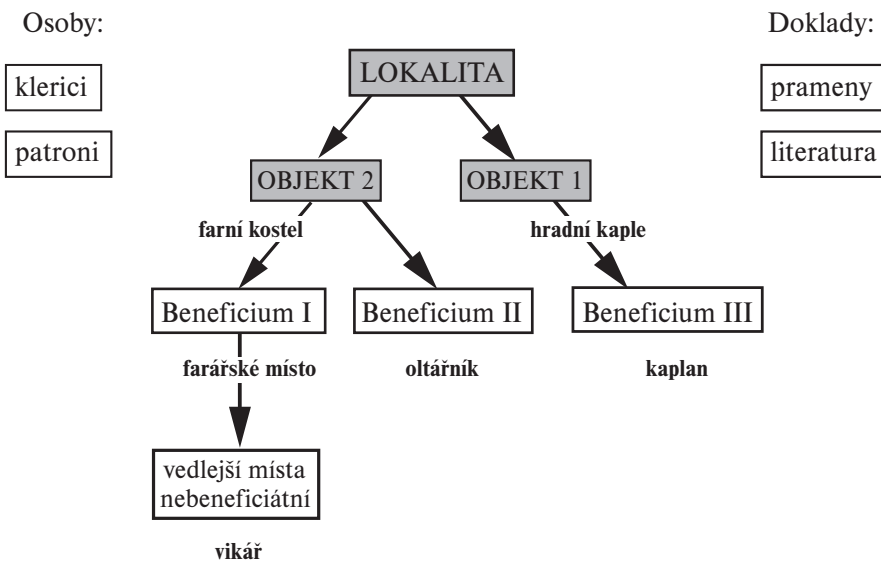 Osoby:
Doklady:
klerici
patroni
LOKALITA
prameny
literatura
OBJEKT 2
OBJEKT 1
farní kostel
hradní kaple
Beneficium I
Beneficium II
Beneficium III
farářské místo
oltářník
kaplan
vedlejší místa
nebeneficiátní
vikář